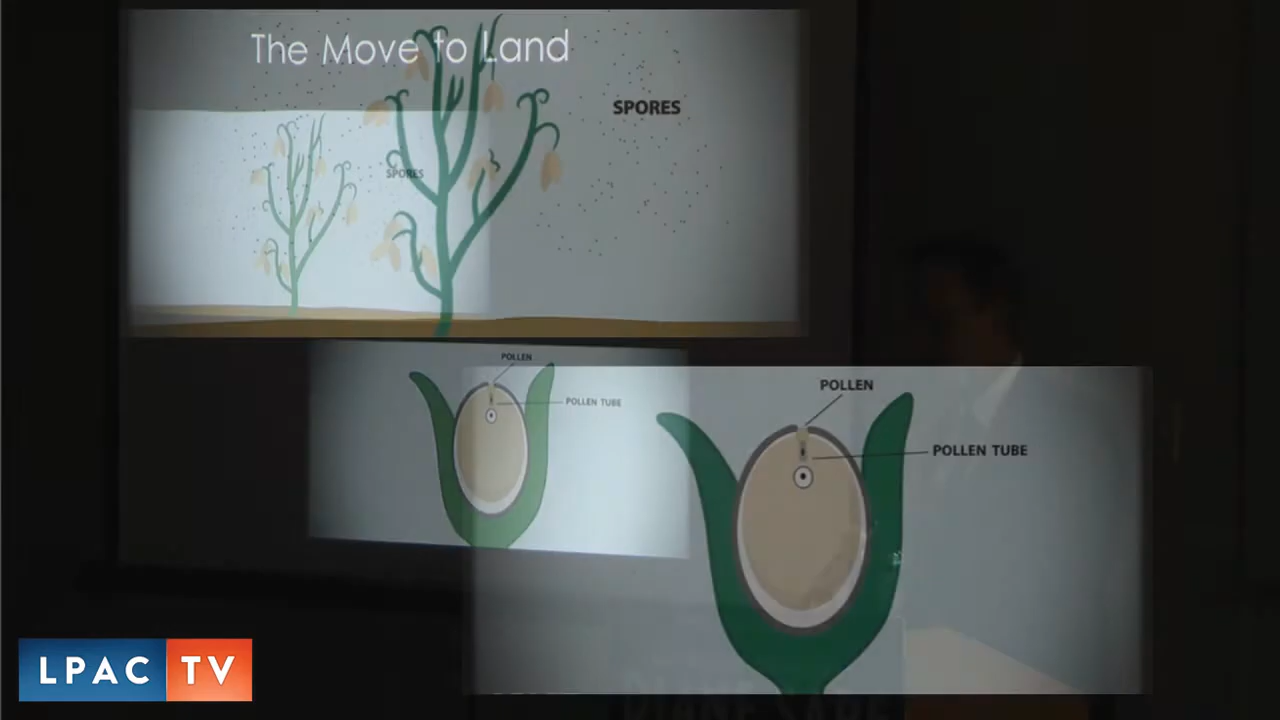 The Move to Land
SPORES
SPORES
POLLEN
POLLEN TUBE
POLLEN
POLLEN TUBE
LPAC TV